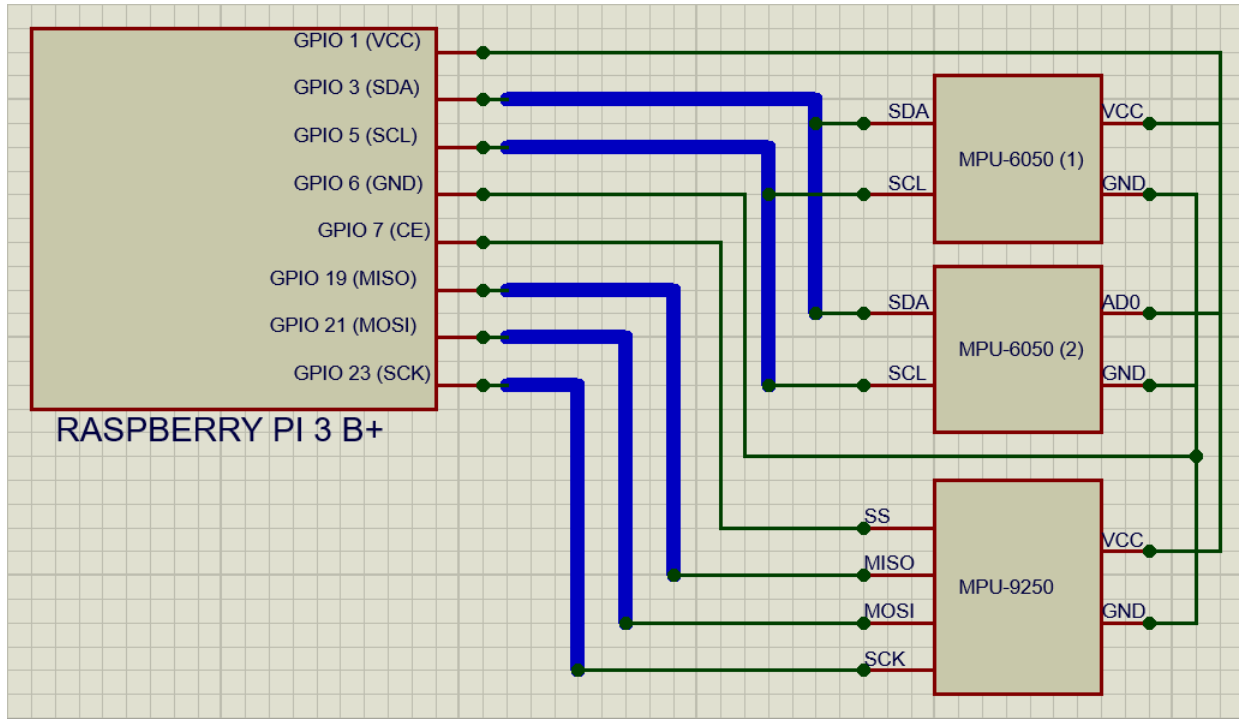 GPIO 1 (VCC)
GPIO 3 (SDA)
GPIO 5 (SCL)
GPIO 6 (GND)
GPIO 7 (CE)
GPIO 19 (MISO)
GPIO 21 (MOSI)
GPIO 23 (SCK)
RASPBERRY PI 3 B+
SDA
VCC
MPU-6050 (1)
SCL
GND
SDA
AD0
MPU-6050 (2)
SCL
GND
SS
VCC
MISO
MPU-9250
MOSI
GND
SCK